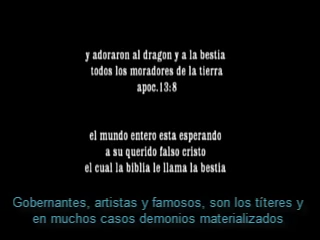 y adoraron al dragon y a la bestia
todos los moradores de la tierra
apoc.13:8
el mundo entero esta esperando
a su querido falso cristo
el cual la biblia le llama la bestia
Gobernantes, artistas y famosos, son los títeres y
en muchos casos demonios materializados